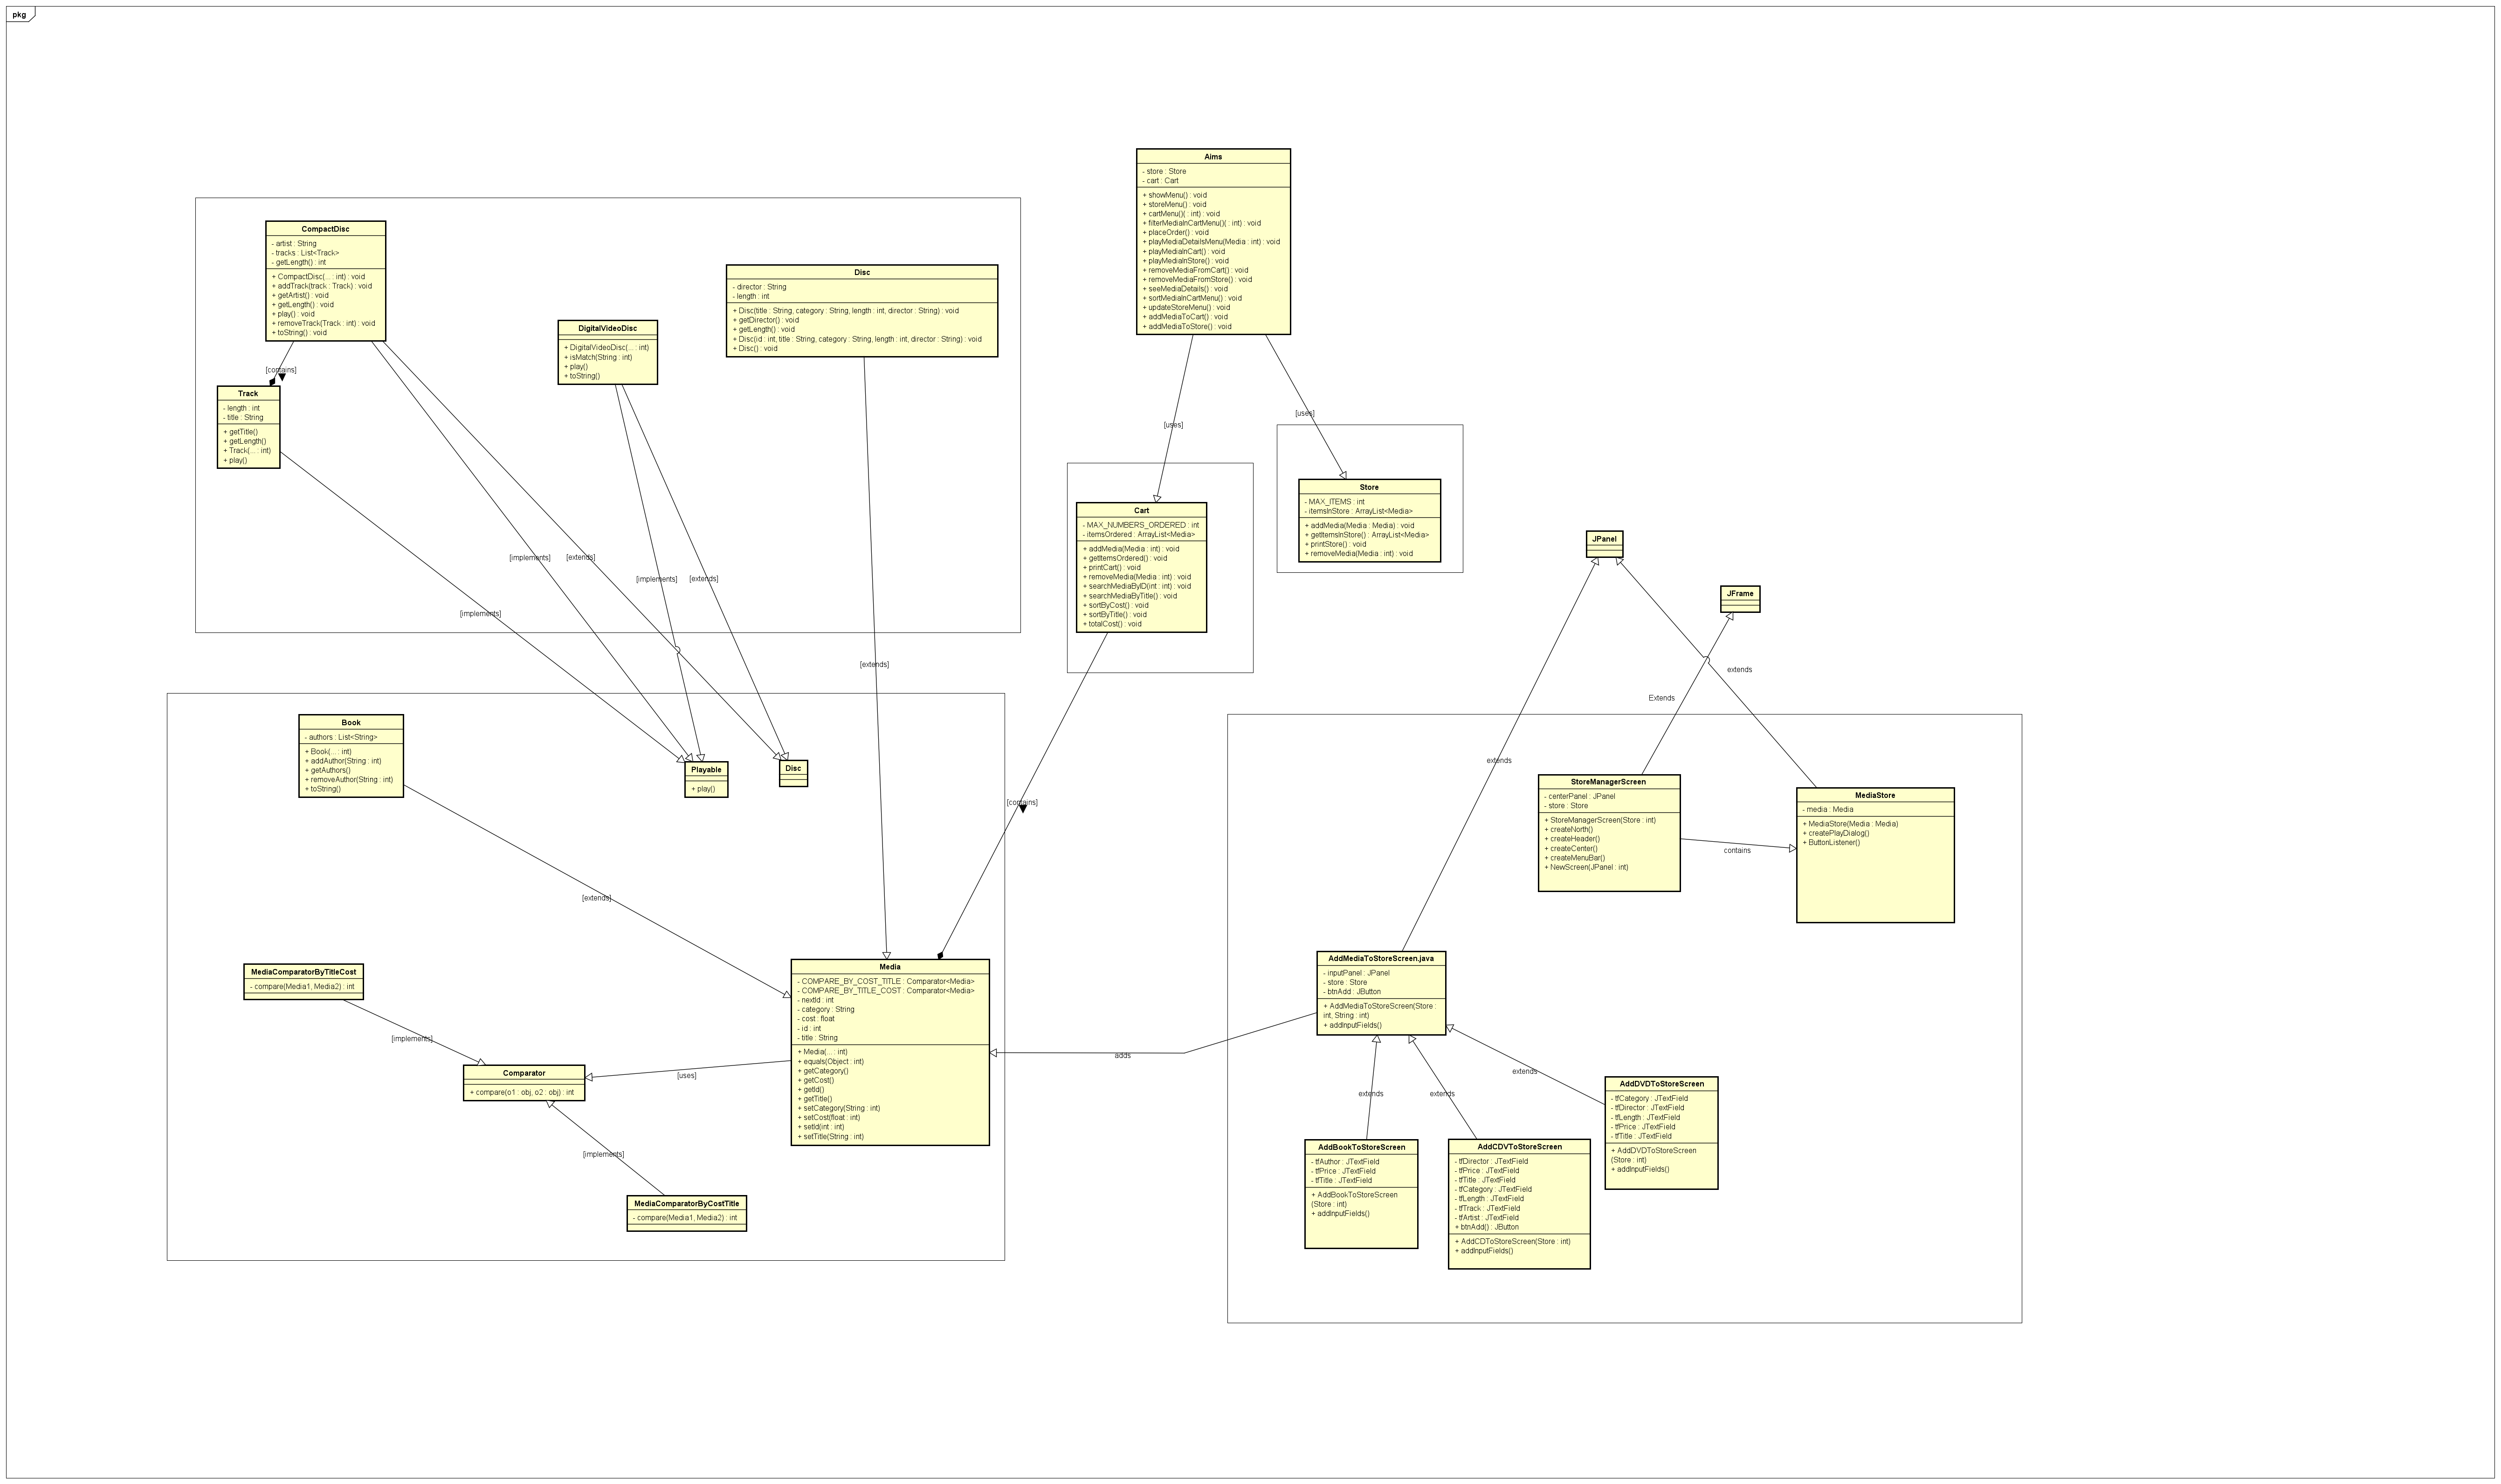 pkg
Aims
- store : Store
- cart : Cart
+ showMenu() : void
+ storeMenu() : void
+ cartMenu()( : int) : void
+ filterMediaInCartMenu()( : int) : void
+ placeOrder() : void
+ playMediaDetailsMenu(Media : int) : void
+ playMediaInCart() : void
+ playMediaInStore() : void
+ removeMediaFromCart() : void
+ removeMediaFromStore() : void
+ seeMediaDetails() : void
+ sortMediaInCartMenu() : void
+ updateStoreMenu() : void
+ addMediaToCart() : void
+ addMediaToStore() : void
CompactDisc
- artist : String
- tracks : List<Track>
- getLength() : int
+ CompactDisc(... : int) : void
+ addTrack(track : Track) : void
+ getArtist() : void
+ getLength() : void
+ play() : void
+ removeTrack(Track : int) : void
+ toString() : void
Disc
- director : String
- length : int
+ Disc(title : String, category : String, length : int, director : String) : void
+ getDirector() : void
+ getLength() : void
+ Disc(id : int, title : String, category : String, length : int, director : String) : void
+ Disc() : void
DigitalVideoDisc
+ DigitalVideoDisc(... : int)
+ isMatch(String : int)
+ play()
+ toString()
[contains]
Track
- length : int
- title : String
+ getTitle()
+ getLength()
+ Track(... : int)
+ play()
[uses]
[uses]
Store
- MAX_ITEMS : int
- itemsInStore : ArrayList<Media>
+ addMedia(Media : Media) : void
+ getItemsInStore() : ArrayList<Media>
+ printStore() : void
+ removeMedia(Media : int) : void
Cart
- MAX_NUMBERS_ORDERED : int
- itemsOrdered : ArrayList<Media>
+ addMedia(Media : int) : void
+ getItemsOrdered() : void
+ printCart() : void
+ removeMedia(Media : int) : void
+ searchMediaByID(int : int) : void
+ searchMediaByTitle() : void
+ sortByCost() : void
+ sortByTitle() : void
+ totalCost() : void
JPanel
JFrame
[implements]
[extends]
[implements]
[extends]
[implements]
[extends]
extends
Extends
extends
Book
- authors : List<String>
+ Book(... : int)
+ addAuthor(String : int)
+ getAuthors()
+ removeAuthor(String : int)
+ toString()
Playable
+ play()
Disc
[contains]
StoreManagerScreen
- centerPanel : JPanel
- store : Store
+ StoreManagerScreen(Store : int)
+ createNorth()
+ createHeader()
+ createCenter()
+ createMenuBar()
+ NewScreen(JPanel : int)
contains
MediaStore
- media : Media
+ MediaStore(Media : Media)
+ createPlayDialog()
+ ButtonListener()
[extends]
MediaComparatorByTitleCost
- compare(Media1, Media2) : int
[implements]
Comparator
+ compare(o1 : obj, o2 : obj) : int
[uses]
Media
- COMPARE_BY_COST_TITLE : Comparator<Media>
- COMPARE_BY_TITLE_COST : Comparator<Media>
- nextId : int
- category : String
- cost : float
- id : int
- title : String
+ Media(... : int)
+ equals(Object : int)
+ getCategory()
+ getCost()
+ getId()
+ getTitle()
+ setCategory(String : int)
+ setCost(float : int)
+ setId(int : int)
+ setTitle(String : int)
[implements]
MediaComparatorByCostTitle
- compare(Media1, Media2) : int
adds
AddMediaToStoreScreen.java
- inputPanel : JPanel
- store : Store
- btnAdd : JButton
+ AddMediaToStoreScreen(Store :
int, String : int)
+ addInputFields()
extends
extends
extends
AddDVDToStoreScreen
- tfCategory : JTextField
- tfDirector : JTextField
- tfLength : JTextField
- tfPrice : JTextField
- tfTitle : JTextField
+ AddDVDToStoreScreen
(Store : int)
+ addInputFields()
AddBookToStoreScreen
- tfAuthor : JTextField
- tfPrice : JTextField
- tfTitle : JTextField
+ AddBookToStoreScreen
(Store : int)
+ addInputFields()
AddCDVToStoreScreen
- tfDirector : JTextField
- tfPrice : JTextField
- tfTitle : JTextField
- tfCategory : JTextField
- tfLength : JTextField
- tfTrack : JTextField
- tfArtist : JTextField
+ btnAdd() : JButton
+ AddCDToStoreScreen(Store : int)
+ addInputFields()